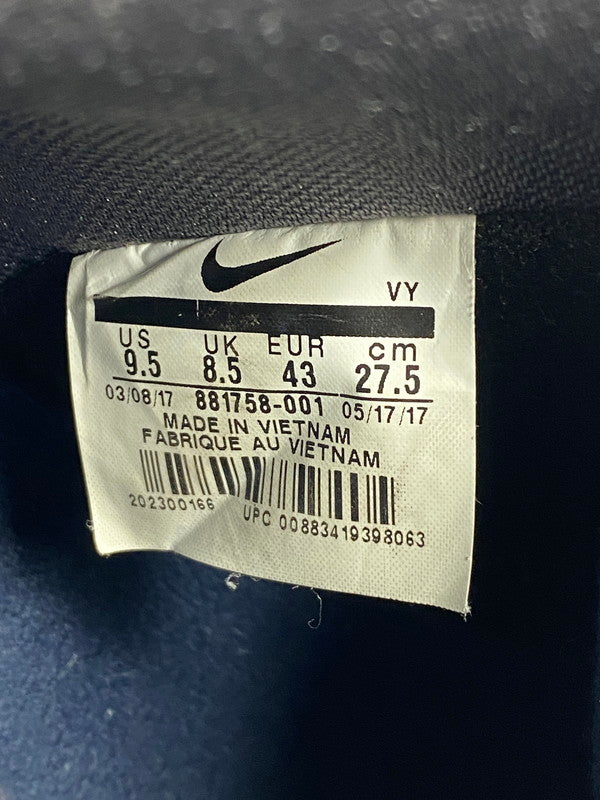 VY
US UK EUR cm
9.5 8.5 43 27.5
03/08/17 881758-001 05/17/17
MADE IN VIETNAM
FABRIQUE AU VIETNAM
202300166 UPC 00883419398063